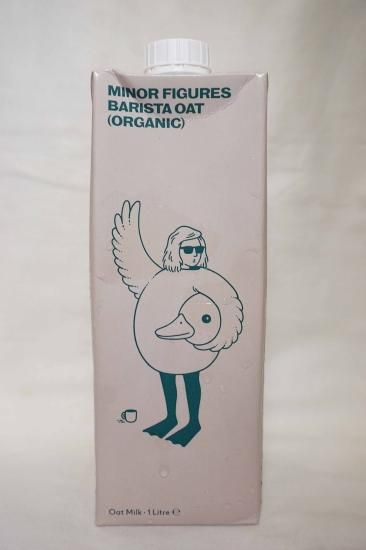 MINOR FIGURES
BARISTA OAT
(ORGANIC)
Oat Milk · 1 Litre ℮